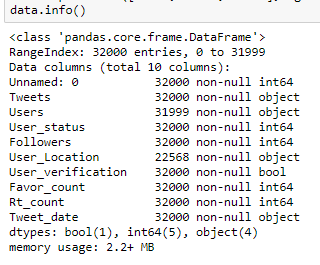 data.info()
<class 'pandas.core.frame.DataFrame'>
RangeIndex: 32000 entries, 0 to 31999
Data columns (total 10 columns):
Unnamed: 0           32000 non-null int64
Tweets               32000 non-null object
Users                31999 non-null object
User_status          32000 non-null int64
Followers            32000 non-null int64
User_Location        22568 non-null object
User_verification    32000 non-null bool
Favor_count          32000 non-null int64
Rt_count             32000 non-null int64
Tweet_date           32000 non-null object
dtypes: bool(1), int64(5), object(4)
memory usage: 2.2+ MB